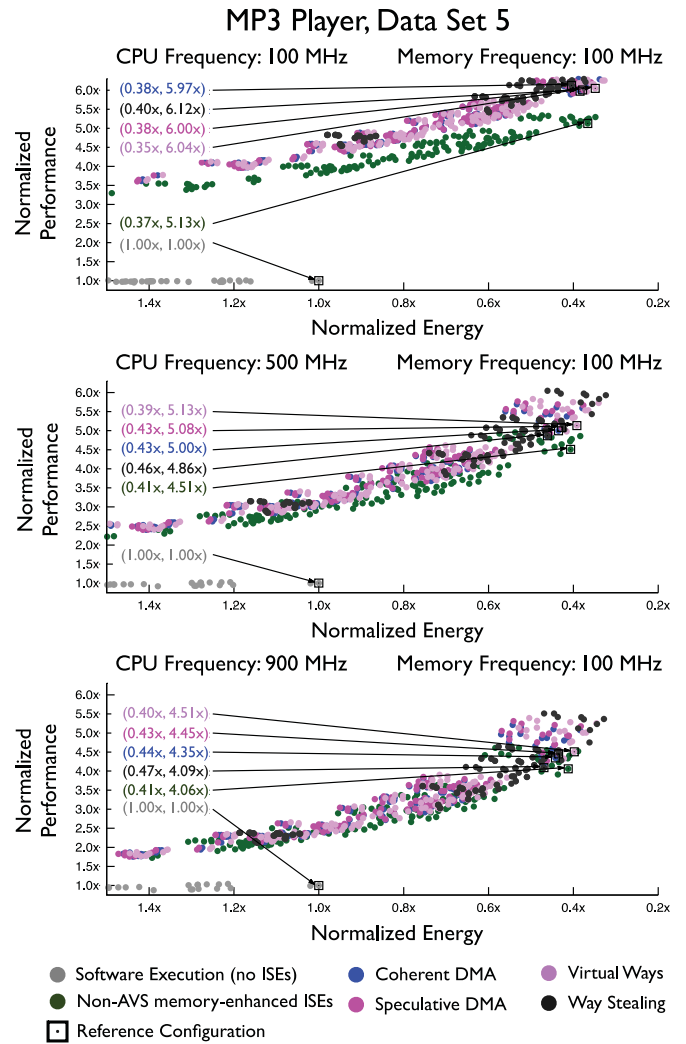 MP3 Player, Data Set 5
CPU Frequency: 100 MHz Memory Frequency: 100 MHz
Normalized
Performance
6.0x
5.5x
5.0x
4.5x
4.0x
3.5x
3.0x
2.5x
2.0x
1.5x
1.0x
(0.38x, 5.97x)
(0.40x, 6.12x)
(0.38x, 6.00x)
(0.35x, 6.04x)
(0.37x, 5.13x)
(1.00x, 1.00x)
1.4x 1.2x 1.0x 0.8x 0.6x 0.4x 0.2x
Normalized Energy
CPU Frequency: 500 MHz Memory Frequency: 100 MHz
Normalized
Performance
6.0x
5.5x
5.0x
4.5x
4.0x
3.5x
3.0x
2.5x
2.0x
1.5x
1.0x
(0.39x, 5.13x)
(0.43x, 5.08x)
(0.43x, 5.00x)
(0.46x, 4.86x)
(0.41x, 4.51x)
(1.00x, 1.00x)
1.4x 1.2x 1.0x 0.8x 0.6x 0.4x 0.2x
Normalized Energy
CPU Frequency: 900 MHz Memory Frequency: 100 MHz
Normalized
Performance
6.0x
5.5x
5.0x
4.5x
4.0x
3.5x
3.0x
2.5x
2.0x
1.5x
1.0x
(0.40x, 4.51x)
(0.43x, 4.45x)
(0.44x, 4.35x)
(0.47x, 4.09x)
(0.41x, 4.06x)
(1.00x, 1.00x)
1.4x 1.2x 1.0x 0.8x 0.6x 0.4x 0.2x
Normalized Energy
Software Execution (no ISEs) Coherent DMA Virtual Ways
Non-AVS memory-enhanced ISEs Speculative DMA Way Stealing
Reference Configuration